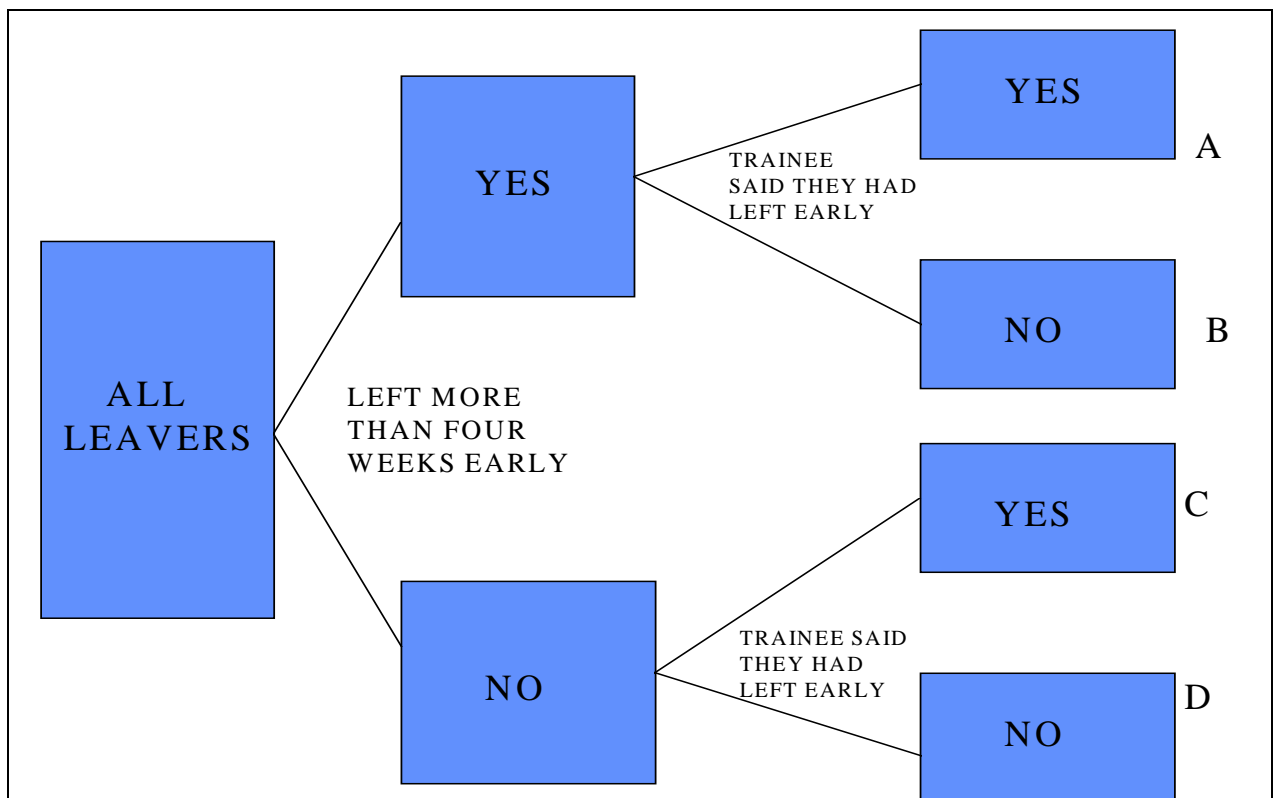 YES
A
TRAINEE
SAID THEY HAD
LEFT EARLY
YES
NO
B
ALL
LEAVERS
LEFT MORE
THAN FOUR
WEEKS EARLY
YES
C
TRAINEE SAID
THEY HAD
LEFT EARLY
NO
D
NO